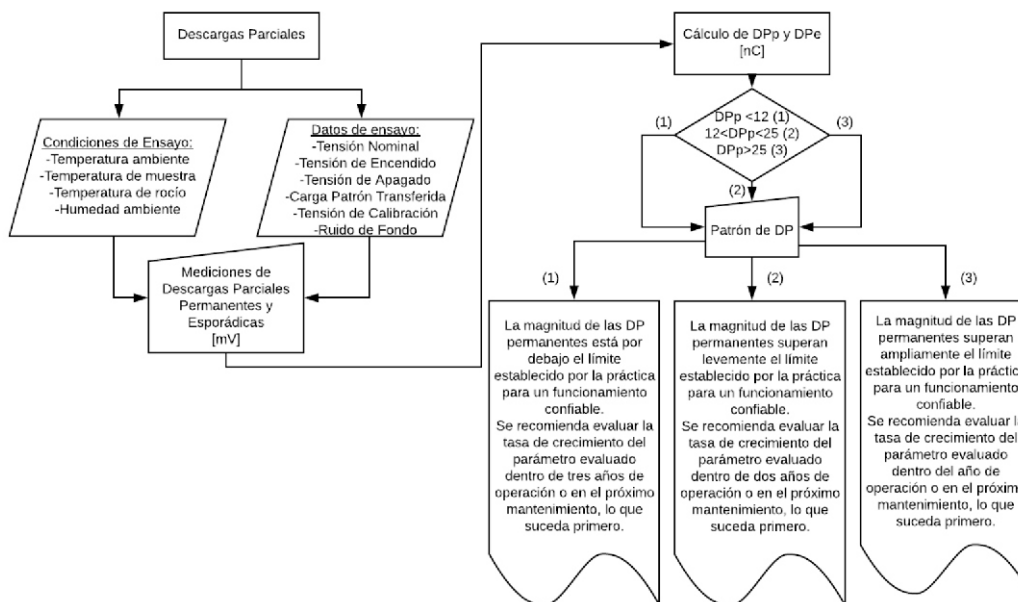 Descargas Parciales
Condiciones de Ensayo:
-Temperatura ambiente
-Temperatura de muestra
-Temperatura de rocío
-Humedad ambiente
Datos de ensayo:
-Tensión Nominal
-Tensión de Encendido
-Tensión de Apagado
-Carga Patrón Transferida
-Tensión de Calibración
-Ruido de Fondo
Mediciones de
Descargas Parciales
Permanentes y
Esporádicas
[mV]
Cálculo de DPp y DPe
[nC]
DPp <12 (1)
12<DPp<25 (2)
DPp>25 (3)
(1)
(3)
(2)
Patrón de DP
(1)
(2)
(3)
La magnitud de las DP
permanentes está por
debajo el límite
establecido por la práctica
para un funcionamiento
confiable.
Se recomienda evaluar la
tasa de crecimiento del
parámetro evaluado
dentro de tres años de
operación o en el próximo
mantenimiento, lo que
suceda primero.
La magnitud de las DP
permanentes superan
levemente el límite
establecido por la práctica
para un funcionamiento
confiable.
Se recomienda evaluar la
tasa de crecimiento del
parámetro evaluado
dentro de dos años de
operación o en el próximo
mantenimiento, lo que
suceda primero.
La magnitud de las DP
permanentes superan
ampliamente el límite
establecido por la práctica
para un funcionamiento
confiable.
Se recomienda evaluar la
tasa de crecimiento del
parámetro evaluado
dentro del año de
operación o en el próximo
mantenimiento, lo que
suceda primero.